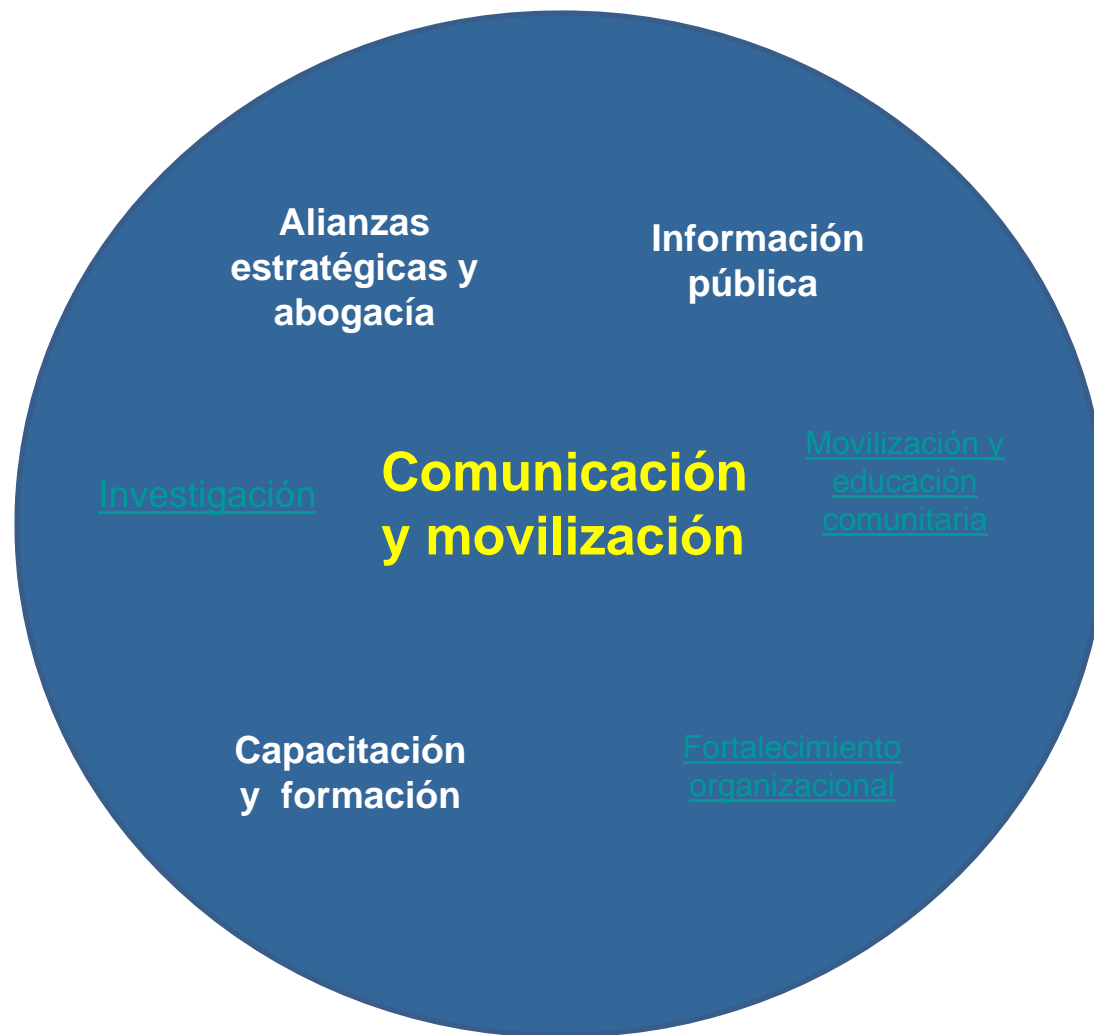 Alianzas
estratégicas y
abogacía
Información
pública
Investigación
Comunicación
y movilización
Movilización y
educación
comunitaria
Capacitación
y formación
Fortalecimiento
organizacional